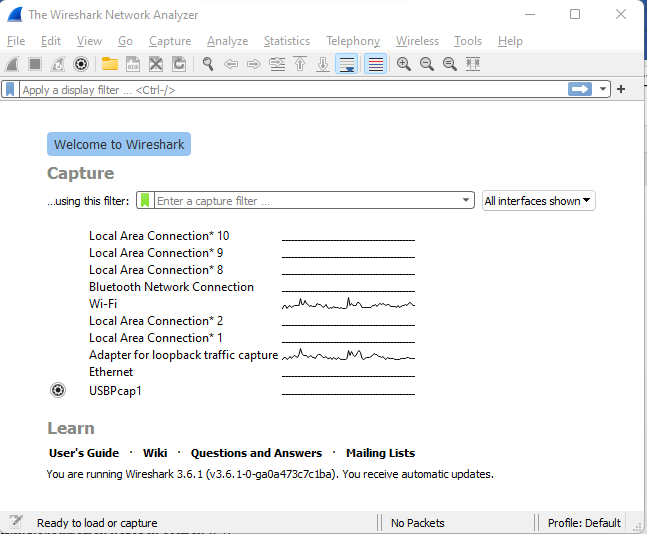 The Wireshark Network Analyzer
File Edit View Go Capture Analyze Statistics Telephony Wireless Tools Help
Apply a display filter ... <Ctrl-/>
Welcome to Wireshark
Capture
...using this filter: Enter a capture filter ... All interfaces shown
Local Area Connection* 10
Local Area Connection* 9
Local Area Connection* 8
Bluetooth Network Connection
Wi-Fi
Local Area Connection* 2
Local Area Connection* 1
Adapter for loopback traffic capture
Ethernet
USBPcap1
Learn
User's Guide · Wiki · Questions and Answers · Mailing Lists
You are running Wireshark 3.6.1 (v3.6.1-0-ga0a473c7c1ba). You receive automatic updates.
Ready to load or capture No Packets Profile: Default